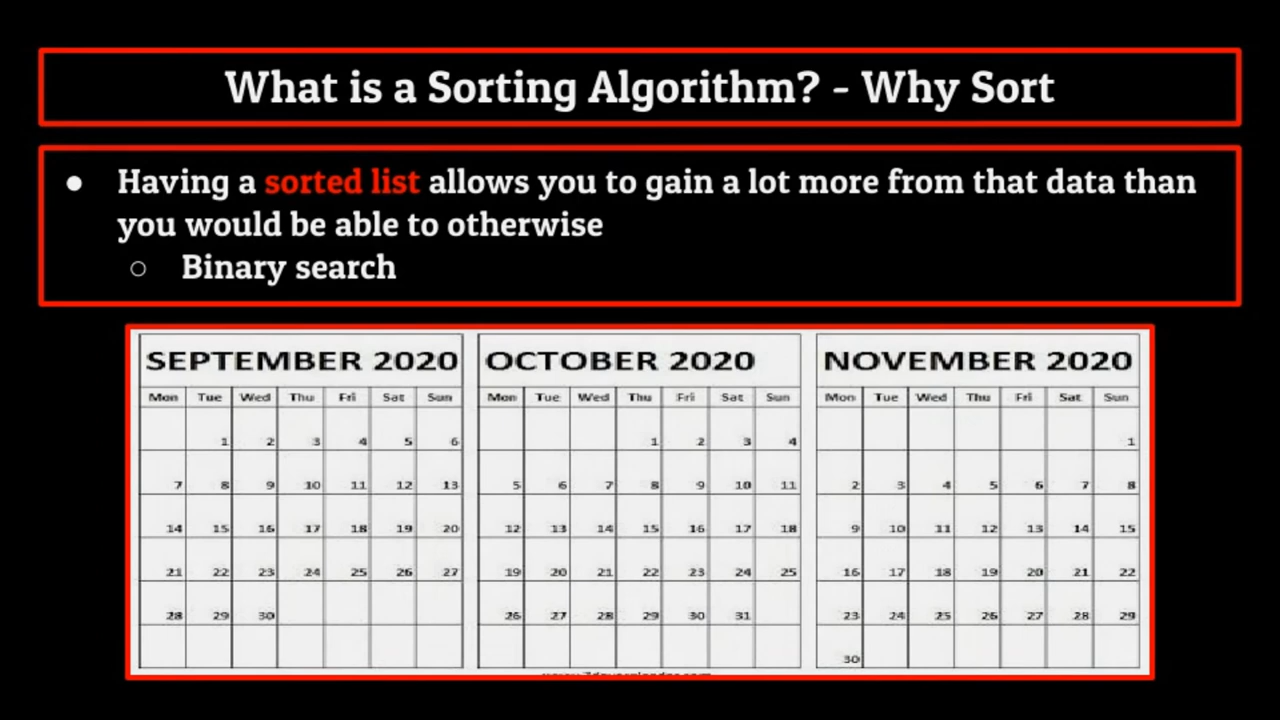 What is a Sorting Algorithm? - Why Sort
● Having a sorted list allows you to gain a lot more from that data than
you would be able to otherwise
○ Binary search
SEPTEMBER 2020
Mon Tue Wed Thu Fri Sat Sun
1 2 3 4 5 6
7 8 9 10 11 12 13
14 15 16 17 18 19 20
21 22 23 24 25 26 27
28 29 30
OCTOBER 2020
Mon Tue Wed Thu Fri Sat Sun
1 2 3 4
5 6 7 8 9 10 11
12 13 14 15 16 17 18
19 20 21 22 23 24 25
26 27 28 29 30 31
NOVEMBER 2020
Mon Tue Wed Thu Fri Sat Sun
1
2 3 4 5 6 7 8
9 10 11 12 13 14 15
16 17 18 19 20 21 22
23 24 25 26 27 28 29
30